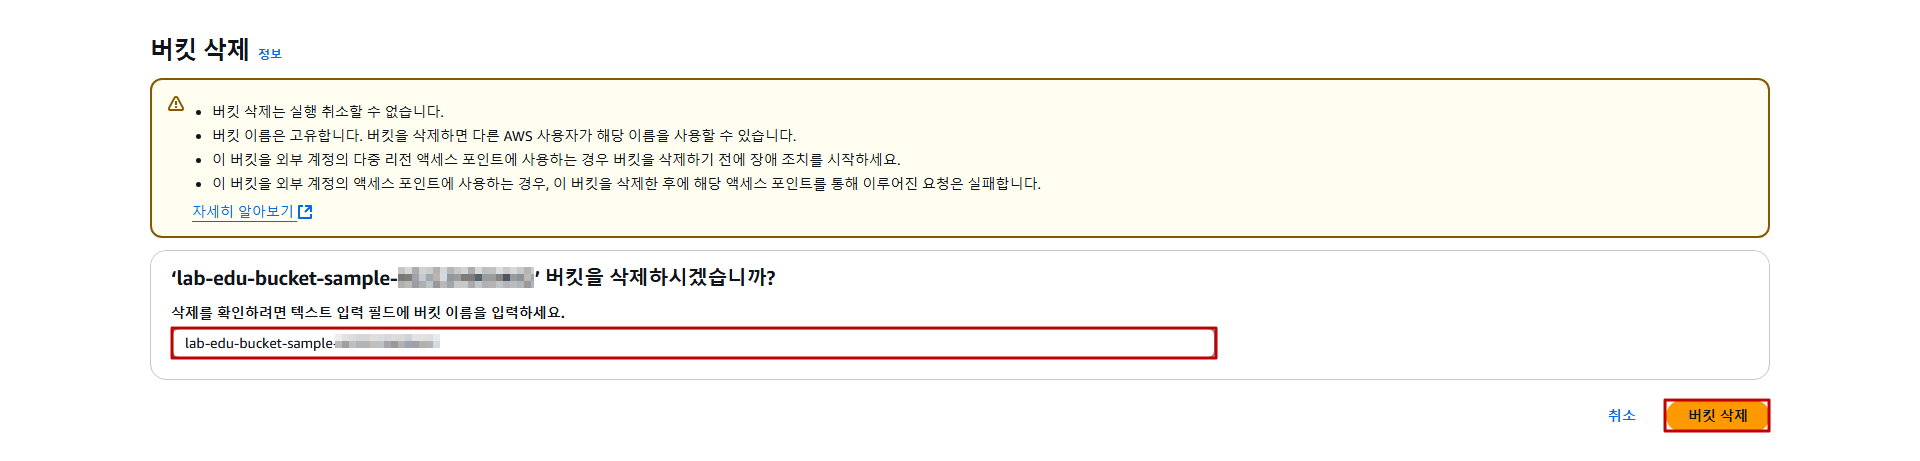 버킷 삭제 정보
버킷 삭제는 실행 취소할 수 없습니다.
버킷 이름은 고유합니다. 버킷을 삭제하면 다른 AWS 사용자가 해당 이름을 사용할 수 있습니다.
이 버킷을 외부 계정의 다중 리전 액세스 포인트에 사용하는 경우 버킷을 삭제하기 전에 장애 조치를 시작하세요.
이 버킷을 외부 계정의 액세스 포인트에 사용하는 경우, 이 버킷을 삭제한 후에 해당 액세스 포인트를 통해 이루어진 요청은 실패합니다.
자세히 알아보기
‘lab-edu-bucket-sample-’ 버킷을 삭제하시겠습니까?
삭제를 확인하려면 텍스트 입력 필드에 버킷 이름을 입력하세요.
lab-edu-bucket-sample-
취소 버킷 삭제